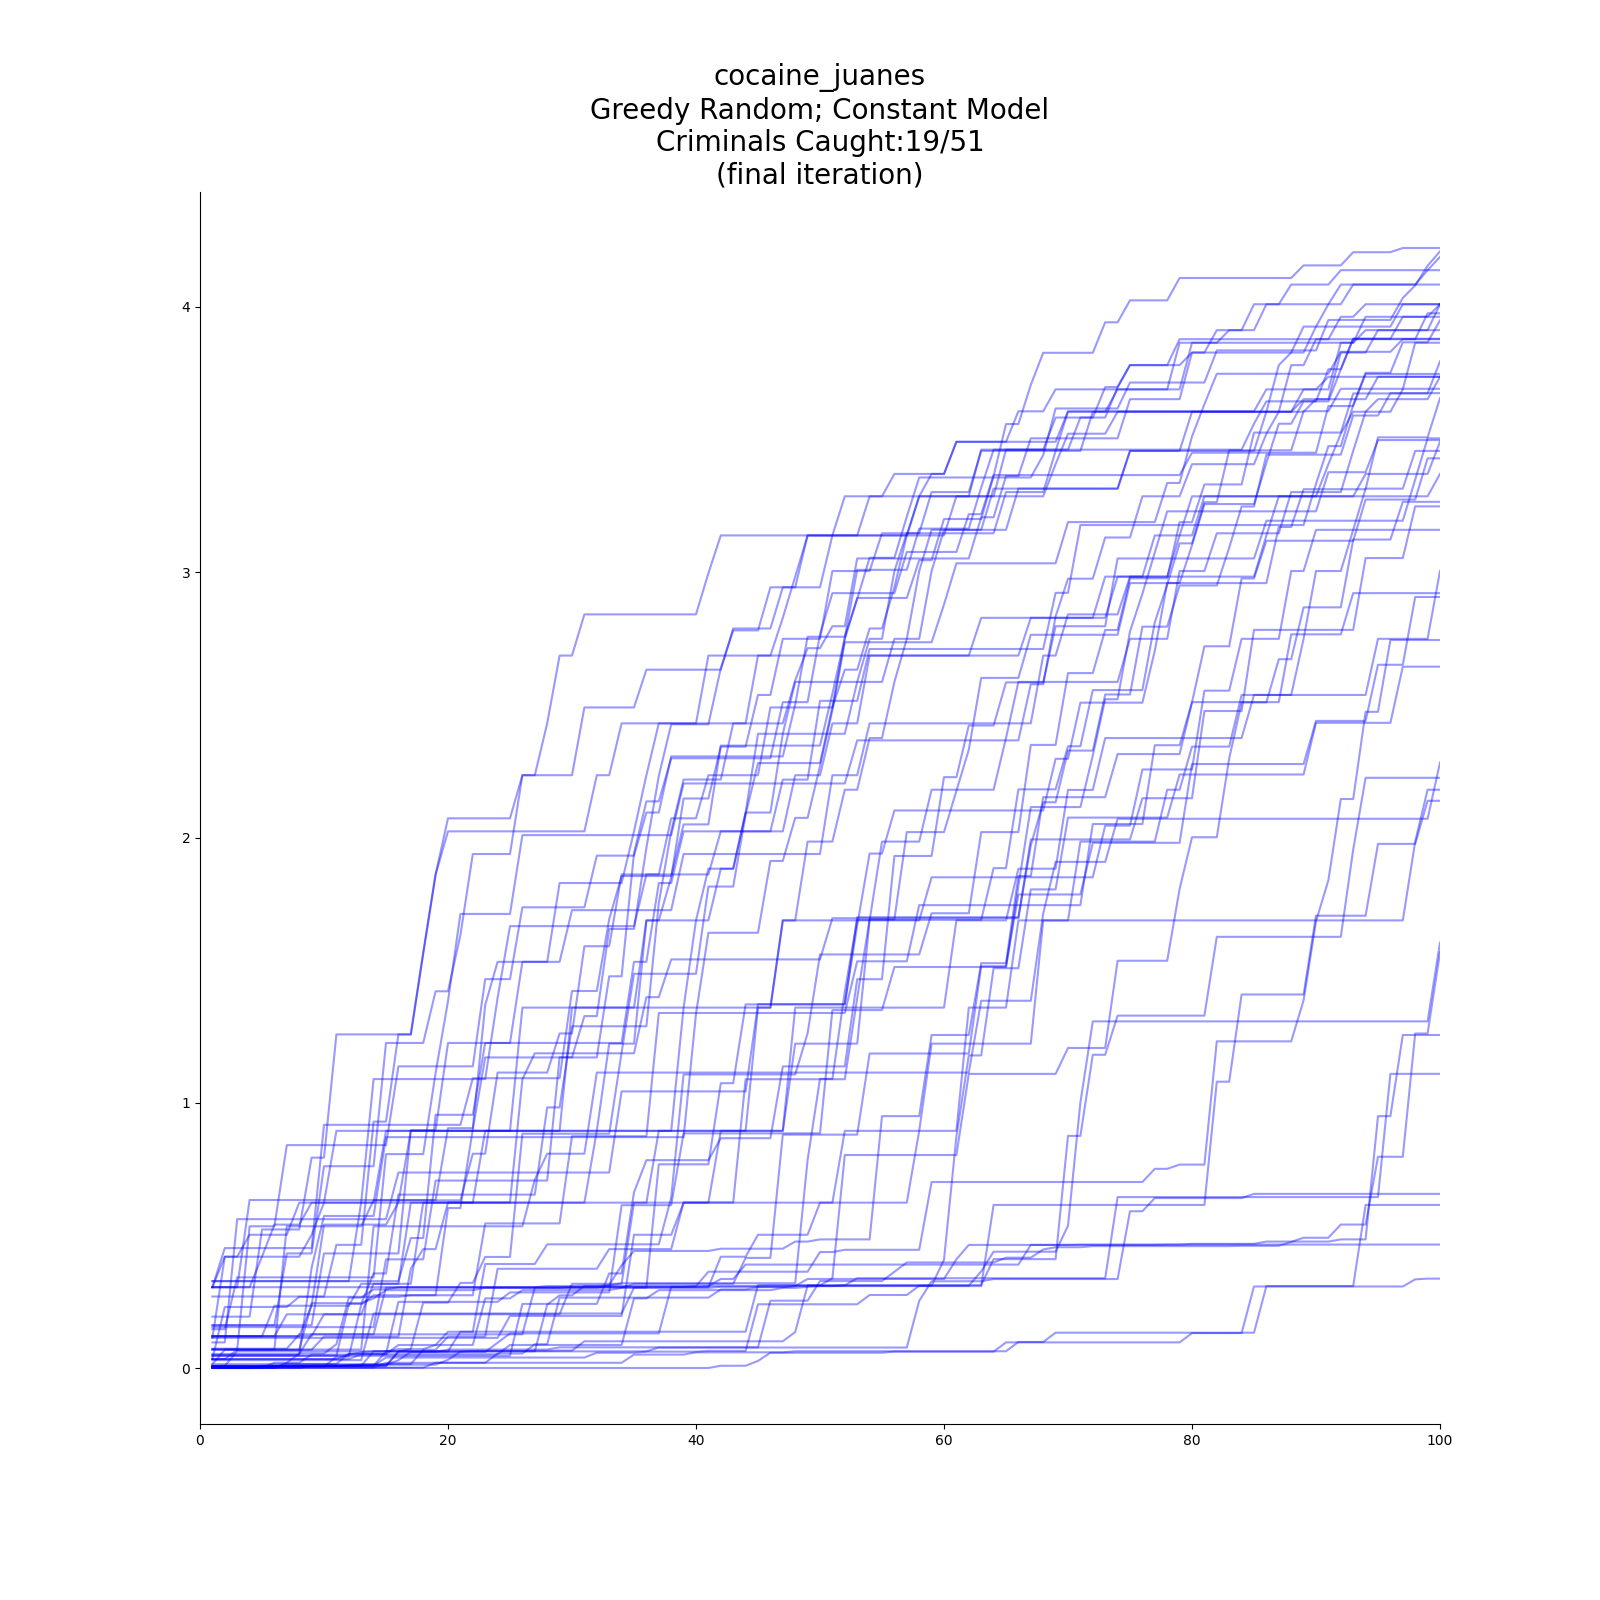 cocaine_juanes
Greedy Random; Constant Model
Criminals Caught:19/51
(final iteration)
4
3
2
1
0
0 20 40 60 80 100